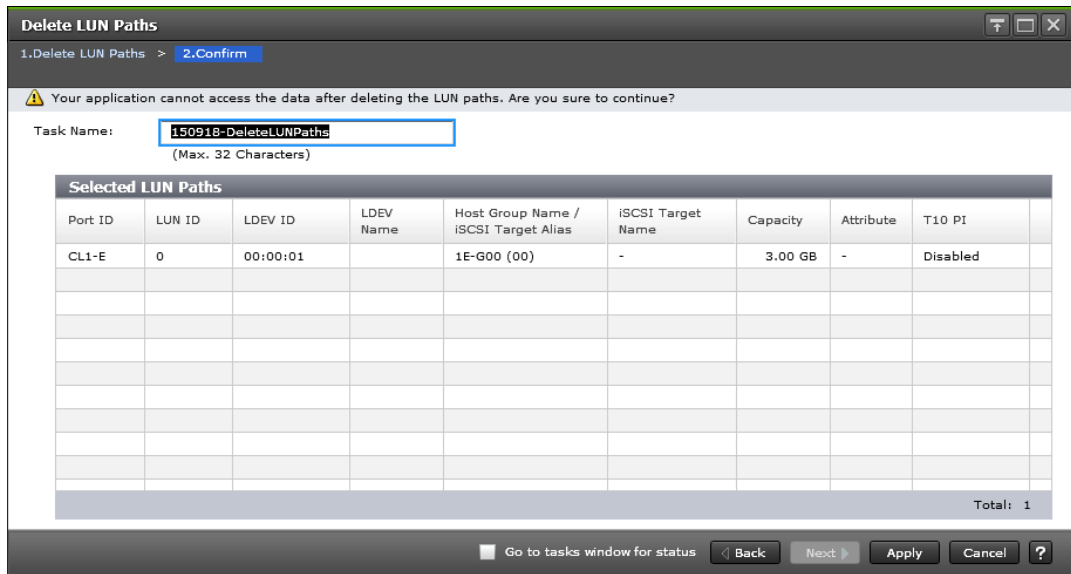 Delete LUN Paths
1.Delete LUN Paths > 2.Confirm
Your application cannot access the data after deleting the LUN paths. Are you sure to continue?
Task Name: 150918-DeleteLUNPaths
(Max. 32 Characters)
Selected LUN Paths
Port ID LUN ID LDEV ID LDEV Name Host Group Name / iSCSI Target Alias iSCSI Target Name Capacity Attribute T10 PI
CL1-E 0 00:00:01 1E-G00 (00) - 3.00 GB - Disabled
Total: 1
Go to tasks window for status Back Next Apply Cancel ?